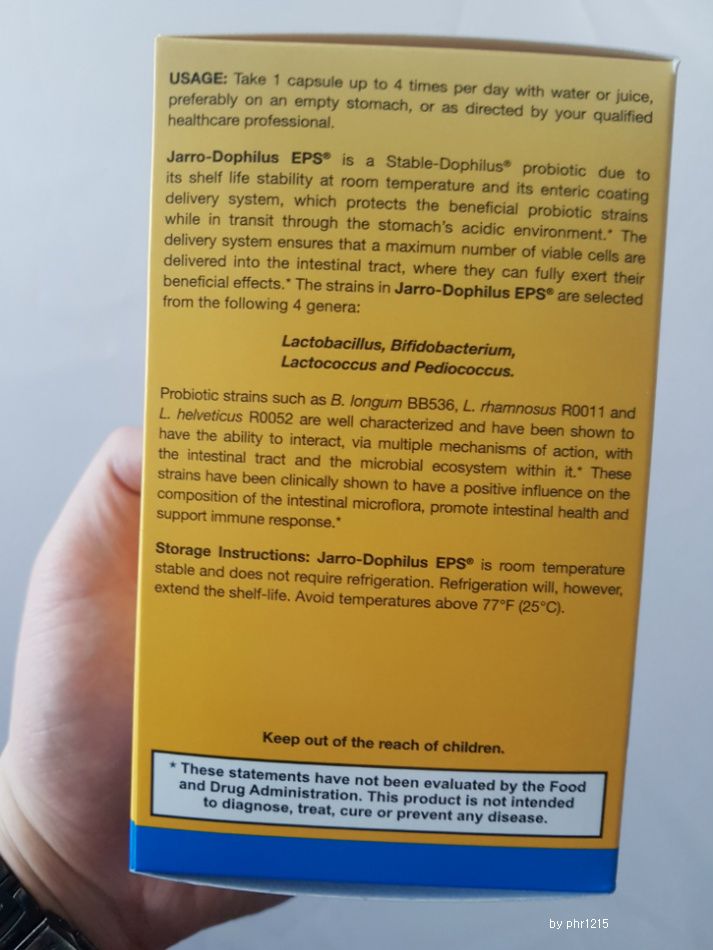 USAGE: Take 1 capsule up to 4 times per day with water or juice,
preferably on an empty stomach, or as directed by your qualified
healthcare professional.
Jarro-Dophilus EPS® is a Stable-Dophilus® probiotic due to
its shelf life stability at room temperature and its enteric coating
delivery system, which protects the beneficial probiotic strains
while in transit through the stomach's acidic environment.* The
delivery system ensures that a maximum number of viable cells are
delivered into the intestinal tract, where they can fully exert their
beneficial effects.* The strains in Jarro-Dophilus EPS® are selected
from the following 4 genera:
Lactobacillus, Bifidobacterium,
Lactococcus and Pediococcus.
Probiotic strains such as B. longum BB536, L. rhamnosus R0011 and
L. helveticus R0052 are well characterized and have been shown to
have the ability to interact, via multiple mechanisms of action, with
the intestinal tract and the microbial ecosystem within it.* These
strains have been clinically shown to have a positive influence on the
composition of the intestinal microflora, promote intestinal health and
support immune response.*
Storage Instructions: Jarro-Dophilus EPS® is room temperature
stable and does not require refrigeration. Refrigeration will, however,
extend the shelf-life. Avoid temperatures above 77°F (25°C).
Keep out of the reach of children.
* These statements have not been evaluated by the Food
and Drug Administration. This product is not intended
to diagnose, treat, cure or prevent any disease.
by phr1215